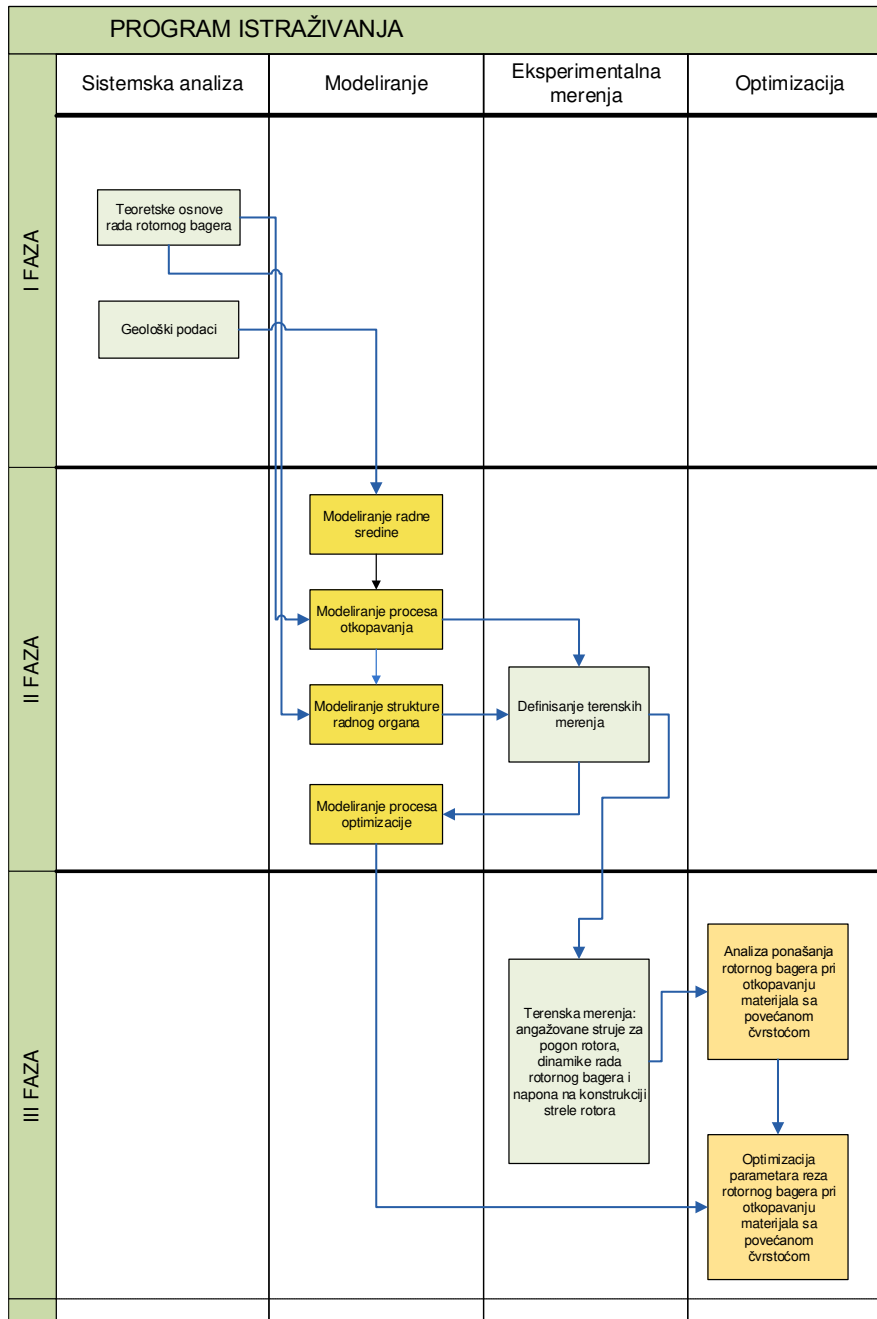 PROGRAM ISTRAŽIVANJA
Sistemska analiza
Modeliranje
Eksperimentalna
merenja
Optimizacija
I FAZA
Teoretske osnove
rada rotornog bagera
Geološki podaci
II FAZA
Modeliranje radne
sredine
Modeliranje procesa
otkopavanja
Modeliranje strukture
radnog organa
Definisanje terenskih
merenja
Modeliranje procesa
optimizacije
III FAZA
Terenska merenja:
angažovane struje za
pogon rotora,
dinamike rada
rotornog bagera i
napona na konstrukciji
strele rotora
Analiza ponašanja
rotornog bagera pri
otkopavanju
materijala sa
povećanom
čvrstoćom
Optimizacija
parametara reza
rotornog bagera pri
otkopavanju
materijala sa
povećanom
čvrstoćom